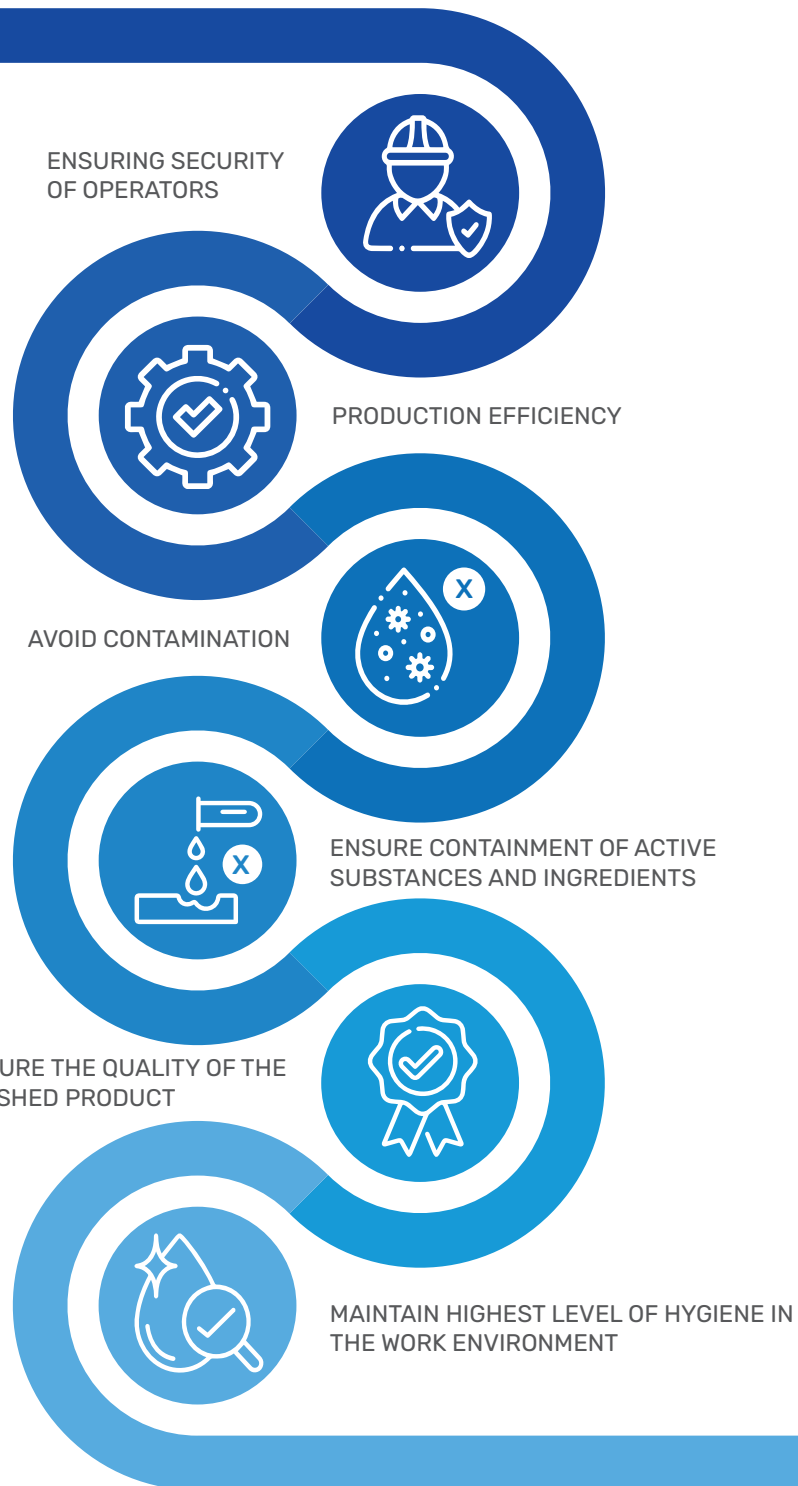 ENSURING SECURITY
OF OPERATORS
PRODUCTION EFFICIENCY
X
AVOID CONTAMINATION
X
ENSURE CONTAINMENT OF ACTIVE
SUBSTANCES AND INGREDIENTS
URE THE QUALITY OF THE
SHED PRODUCT
MAINTAIN HIGHEST LEVEL OF HYGIENE IN
THE WORK ENVIRONMENT